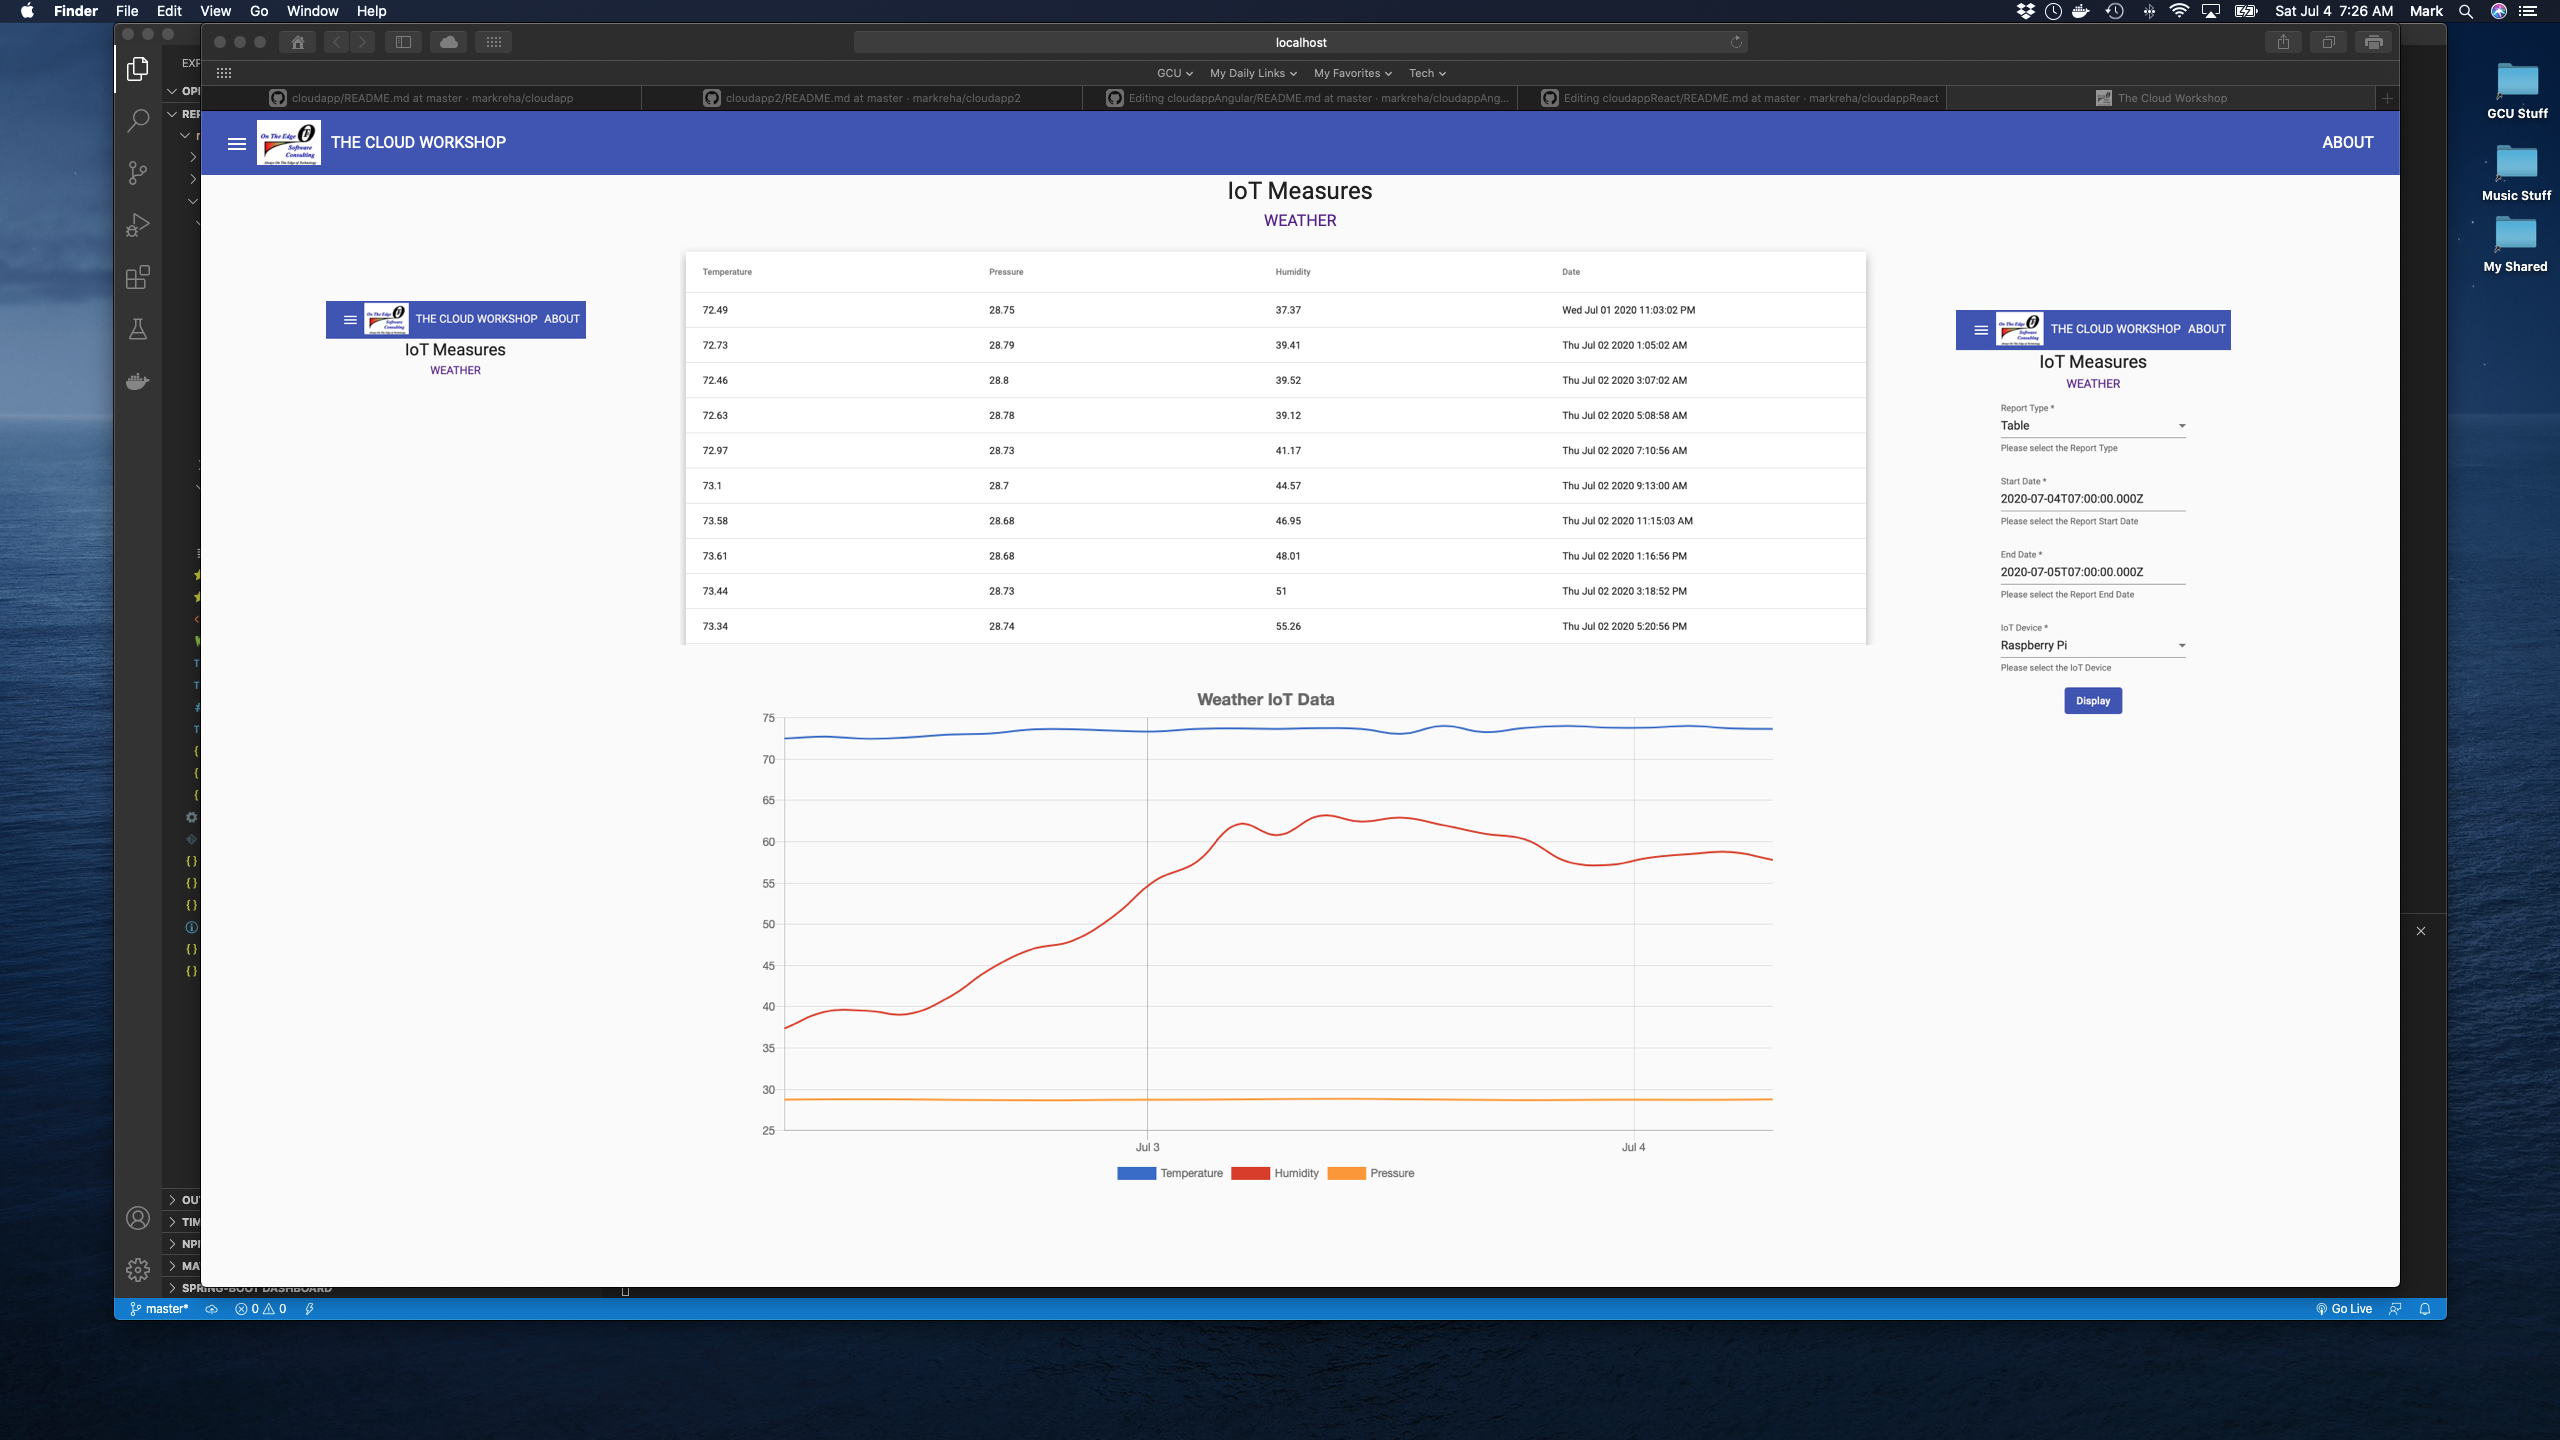 Finder File Edit View Go Window Help
Sat Jul 4 7:26 AM Mark
localhost
GCU My Daily Links My Favorites Tech
cloudapp/README.md at master · markreha/cloudapp
cloudapp2/README.md at master · markreha/cloudapp2
Editing cloudappAngular/README.md at master · markreha/cloudappAng...
Editing cloudappReact/README.md at master · markreha/cloudappReact
The Cloud Workshop
On The Edge Software Consulting
Always On The Edge of Technology
THE CLOUD WORKSHOP
ABOUT
IoT Measures
WEATHER
Temperature Pressure Humidity Date
72.49 28.75 37.37 Wed Jul 01 2020 11:03:02 PM
72.73 28.79 39.41 Thu Jul 02 2020 1:05:02 AM
72.46 28.8 39.52 Thu Jul 02 2020 3:07:02 AM
72.63 28.78 39.12 Thu Jul 02 2020 5:08:58 AM
72.97 28.73 41.17 Thu Jul 02 2020 7:10:56 AM
73.1 28.7 44.57 Thu Jul 02 2020 9:13:00 AM
73.58 28.68 46.95 Thu Jul 02 2020 11:15:03 AM
73.61 28.68 48.01 Thu Jul 02 2020 1:16:56 PM
73.44 28.73 51 Thu Jul 02 2020 3:18:52 PM
73.34 28.74 55.26 Thu Jul 02 2020 5:20:56 PM
THE CLOUD WORKSHOP ABOUT
IoT Measures
WEATHER
Weather IoT Data
75
70
65
60
55
50
45
40
35
30
25
Jul 3 Jul 4
Temperature Humidity Pressure
THE CLOUD WORKSHOP ABOUT
IoT Measures
WEATHER
Report Type *
Table
Please select the Report Type
Start Date *
2020-07-04T07:00:00.000Z
Please select the Report Start Date
End Date *
2020-07-05T07:00:00.000Z
Please select the Report End Date
IoT Device *
Raspberry Pi
Please select the IoT Device
Display
GCU Stuff
Music Stuff
My Shared
EXP
OPE
REP
OUT
TIM
NPM
MA
SPRING-BOOT DASHBOARD
master* 0 0
Go Live